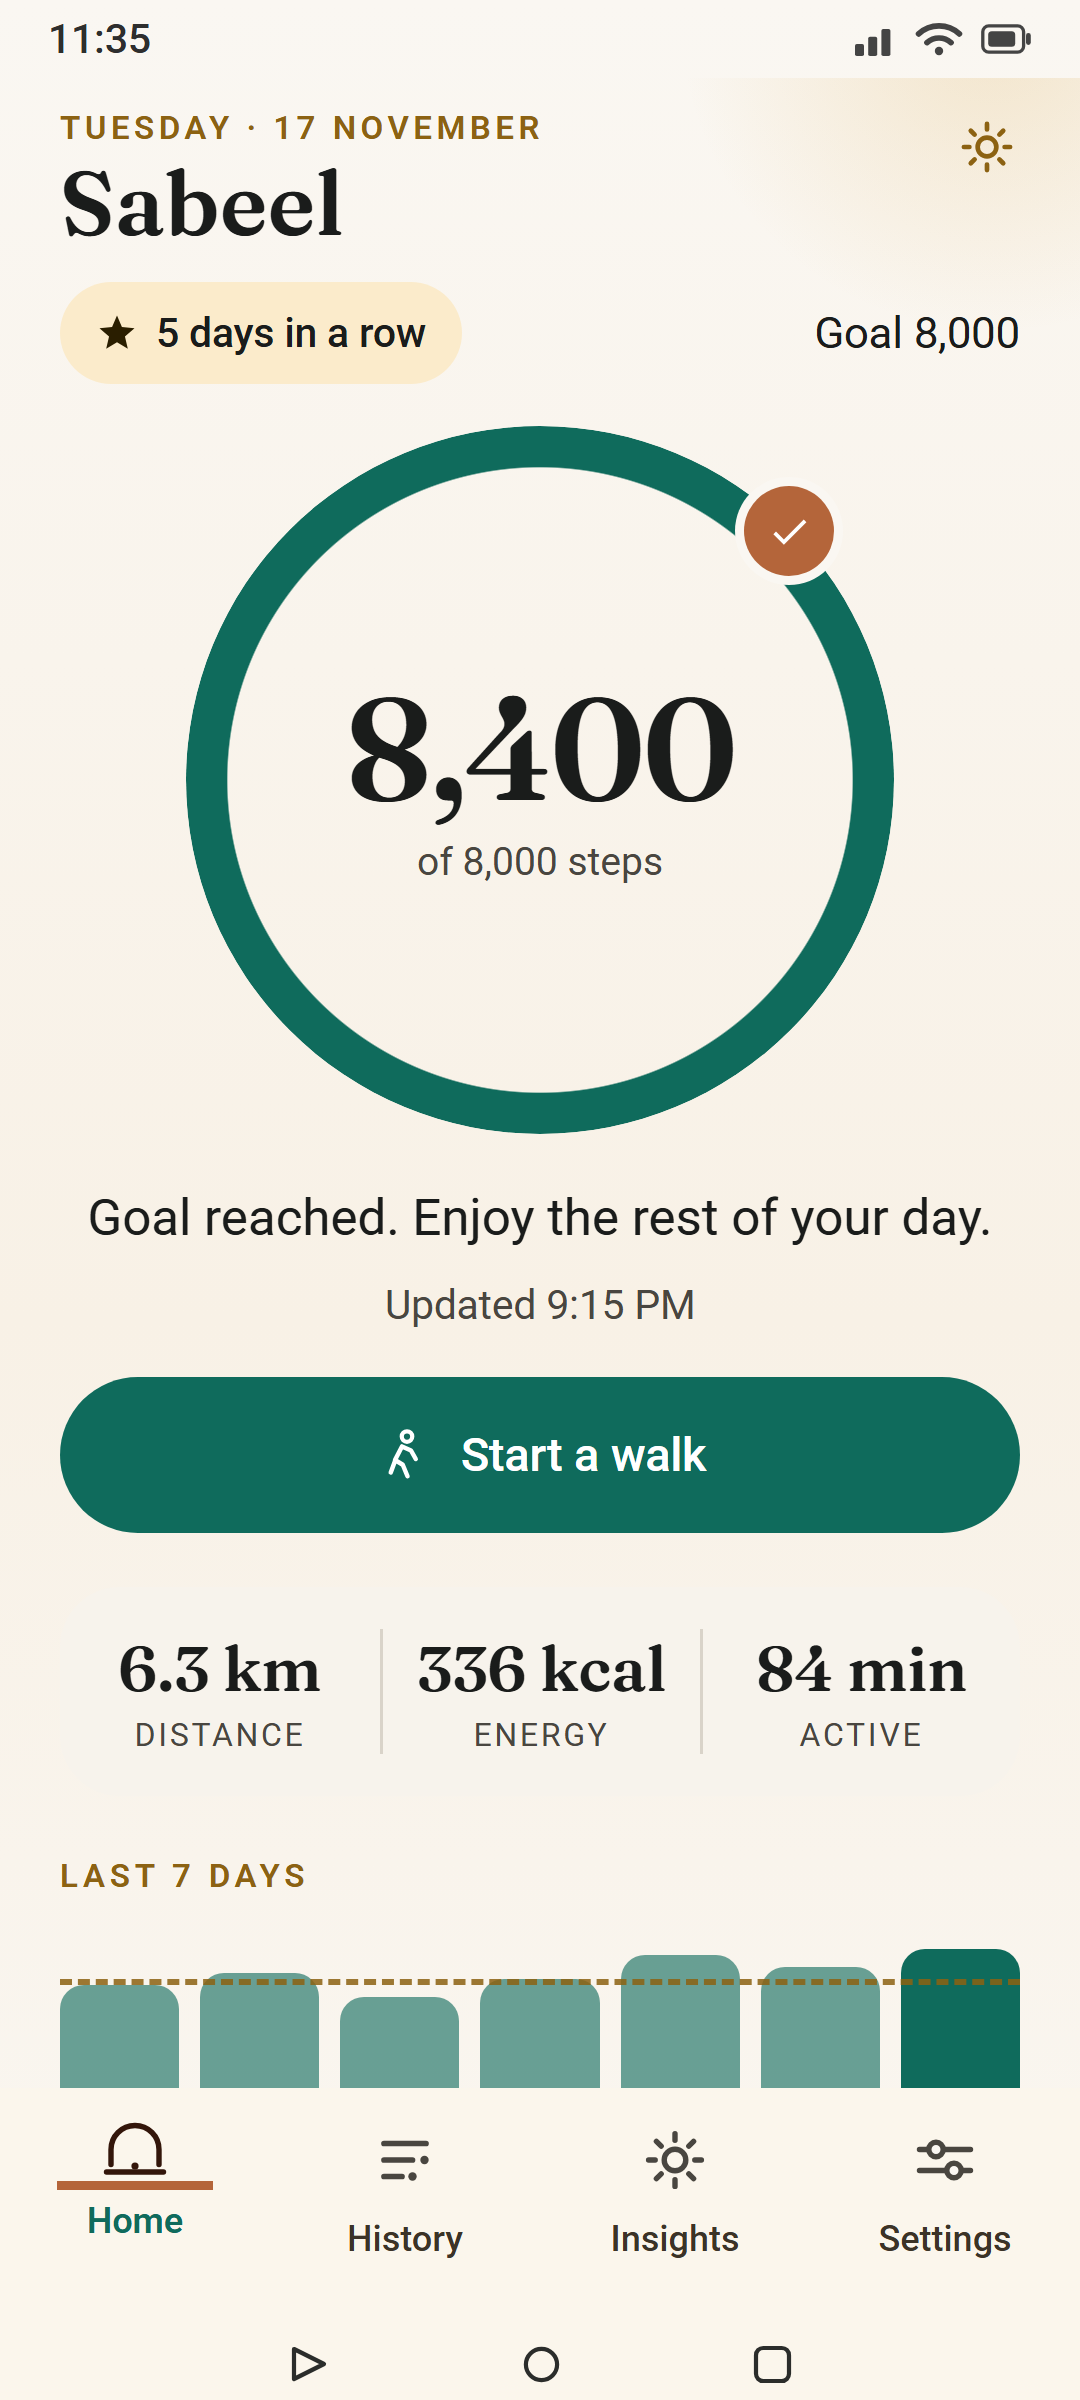 11:35
TUESDAY · 17 NOVEMBER
Sabeel
5 days in a row
Goal 8,000
8,400
of 8,000 steps
Goal reached. Enjoy the rest of your day.
Updated 9:15 PM
Start a walk
6.3 km
DISTANCE
336 kcal
ENERGY
84 min
ACTIVE
LAST 7 DAYS
Home
History
Insights
Settings